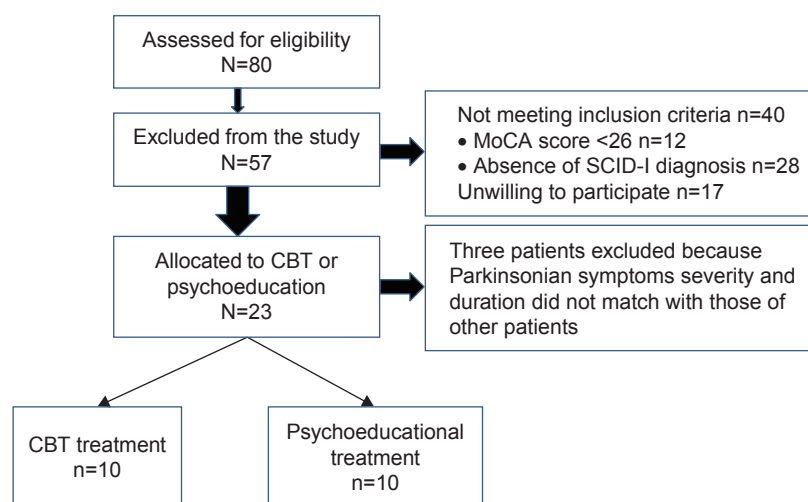 Assessed for eligibility
N=80
Excluded from the study
N=57
Not meeting inclusion criteria n=40
• MoCA score <26 n=12
• Absence of SCID-I diagnosis n=28
Unwilling to participate n=17
Allocated to CBT or
psychoeducation
N=23
Three patients excluded because
Parkinsonian symptoms severity and
duration did not match with those of
other patients
CBT treatment
n=10
Psychoeducational
treatment
n=10